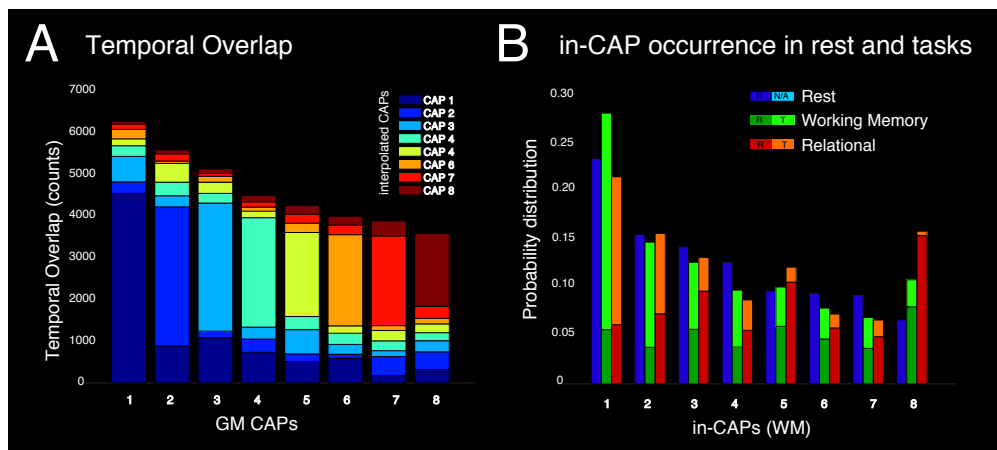 A Temporal Overlap
7000
6000
5000
4000
3000
2000
1000
0
Temporal Overlap (counts)
interpolated CAPs
CAP 1
CAP 2
CAP 3
CAP 4
CAP 4
CAP 6
CAP 7
CAP 8
1 2 3 4 5 6 7 8
GM CAPs
B in-CAP occurrence in rest and tasks
0.30
0.25
0.20
0.15
0.10
0.05
0
Probability distribution
R N/A Rest
R T Working Memory
R T Relational
1 2 3 4 5 6 7 8
in-CAPs (WM)